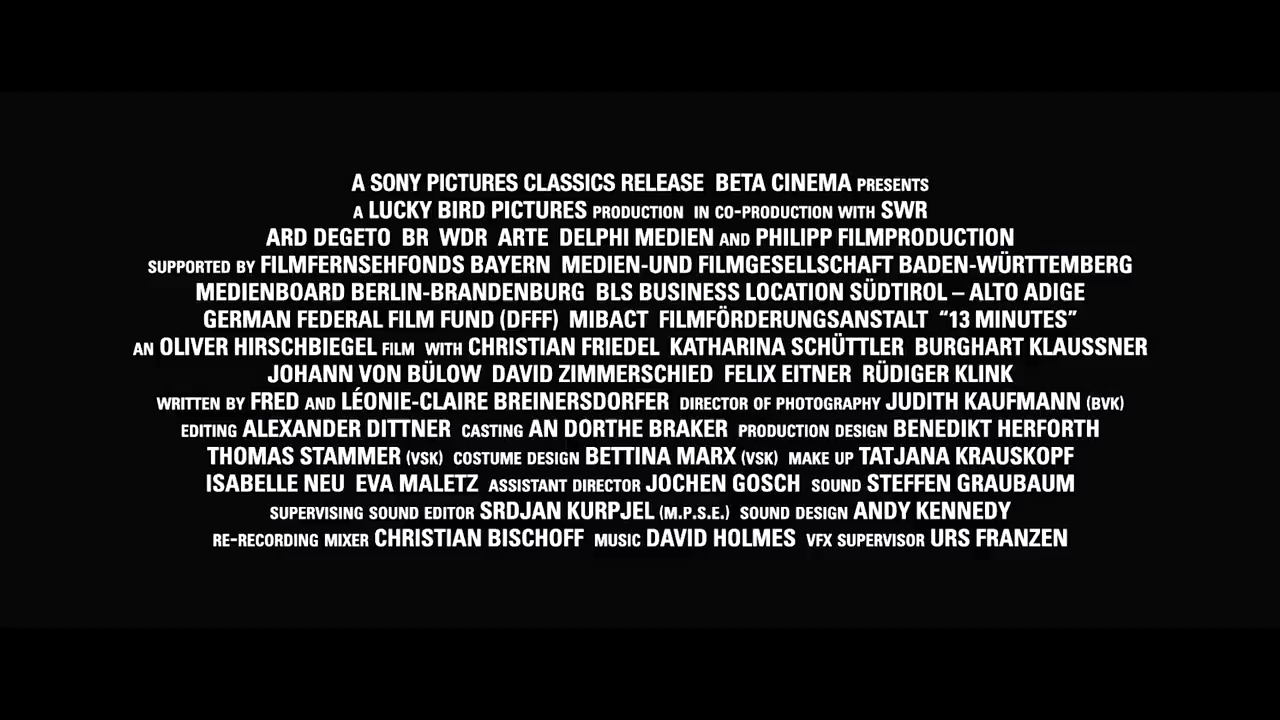 A SONY PICTURES CLASSICS RELEASE BETA CINEMA PRESENTS
A LUCKY BIRD PICTURES PRODUCTION IN CO-PRODUCTION WITH SWR
ARD DEGETO BR WDR ARTE DELPHI MEDIEN AND PHILIPP FILMPRODUCTION
SUPPORTED BY FILMFERNSEHFONDS BAYERN MEDIEN-UND FILMGESELLSCHAFT BADEN-WÜRTTEMBERG
MEDIENBOARD BERLIN-BRANDENBURG BLS BUSINESS LOCATION SÜDTIROL – ALTO ADIGE
GERMAN FEDERAL FILM FUND (DFFF) MIBACT FILMFÖRDERUNGSANSTALT “13 MINUTES”
AN OLIVER HIRSCHBIEGEL FILM WITH CHRISTIAN FRIEDEL KATHARINA SCHÜTTLER BURGHART KLAUSSNER
JOHANN VON BÜLOW DAVID ZIMMERSCHIED FELIX EITNER RÜDIGER KLINK
WRITTEN BY FRED AND LÉONIE-CLAIRE BREINERSDORFER DIRECTOR OF PHOTOGRAPHY JUDITH KAUFMANN (BVK)
EDITING ALEXANDER DITTNER CASTING AN DORTHE BRAKER PRODUCTION DESIGN BENEDIKT HERFORTH
THOMAS STAMMER (VSK) COSTUME DESIGN BETTINA MARX (VSK) MAKE UP TATJANA KRAUSKOPF
ISABELLE NEU EVA MALETZ ASSISTANT DIRECTOR JOCHEN GOSCH SOUND STEFFEN GRAUBAUM
SUPERVISING SOUND EDITOR SRDJAN KURPJEL (M.P.S.E.) SOUND DESIGN ANDY KENNEDY
RE-RECORDING MIXER CHRISTIAN BISCHOFF MUSIC DAVID HOLMES VFX SUPERVISOR URS FRANZEN